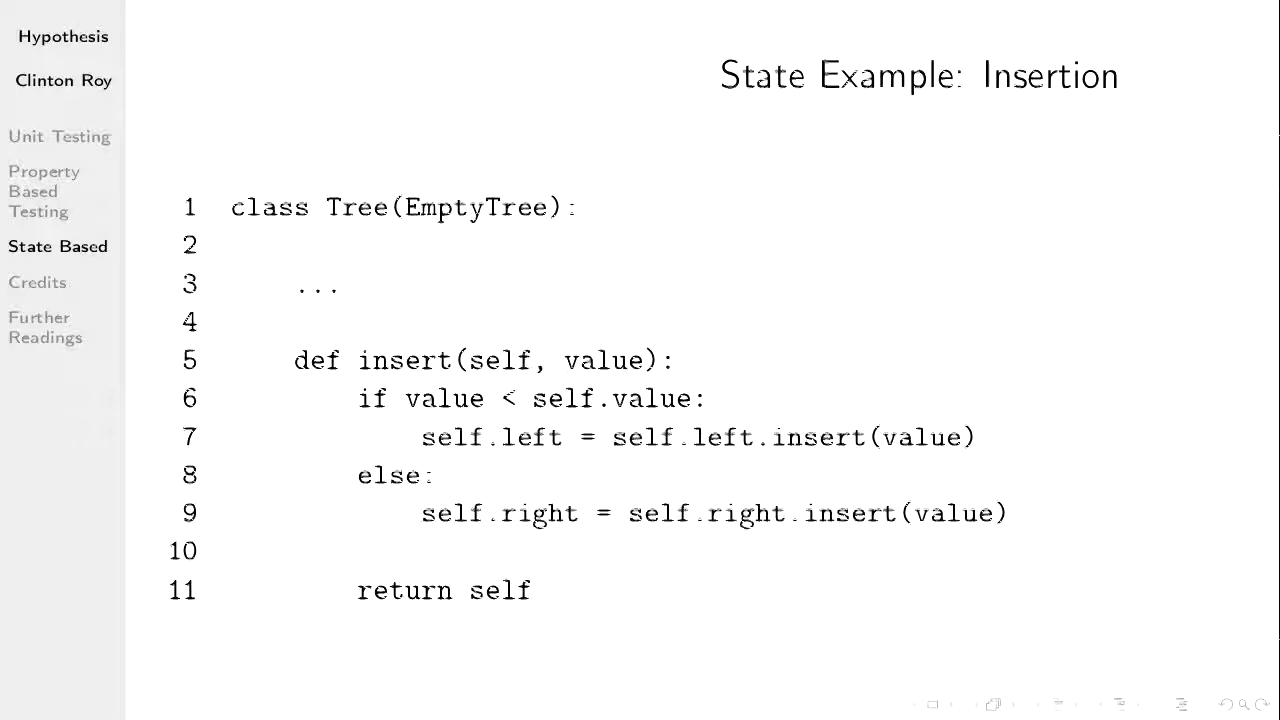 Hypothesis
Clinton Roy
Unit Testing
Property
Based
Testing
State Based
Credits
Further
Readings
State Example: Insertion
1 class Tree(EmptyTree):
2
3     ...
4
5     def insert(self, value):
6         if value < self.value:
7             self.left = self.left.insert(value)
8         else:
9             self.right = self.right.insert(value)
10
11         return self